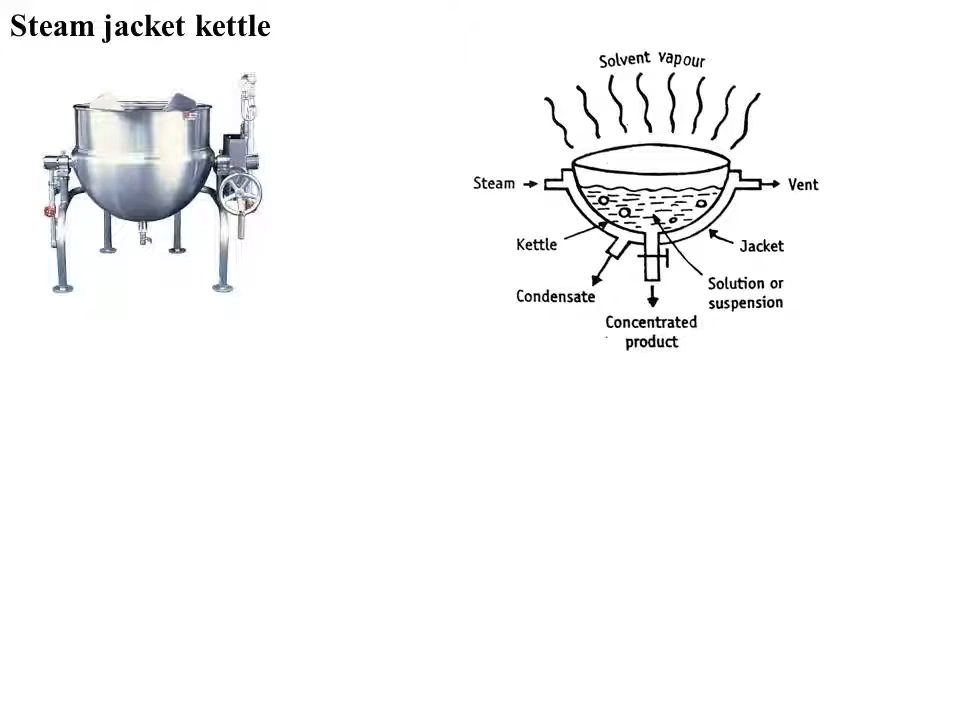 Steam jacket kettle
Solvent vapour
Steam
Vent
Kettle
Jacket
Condensate
Solution or
suspension
Concentrated
product